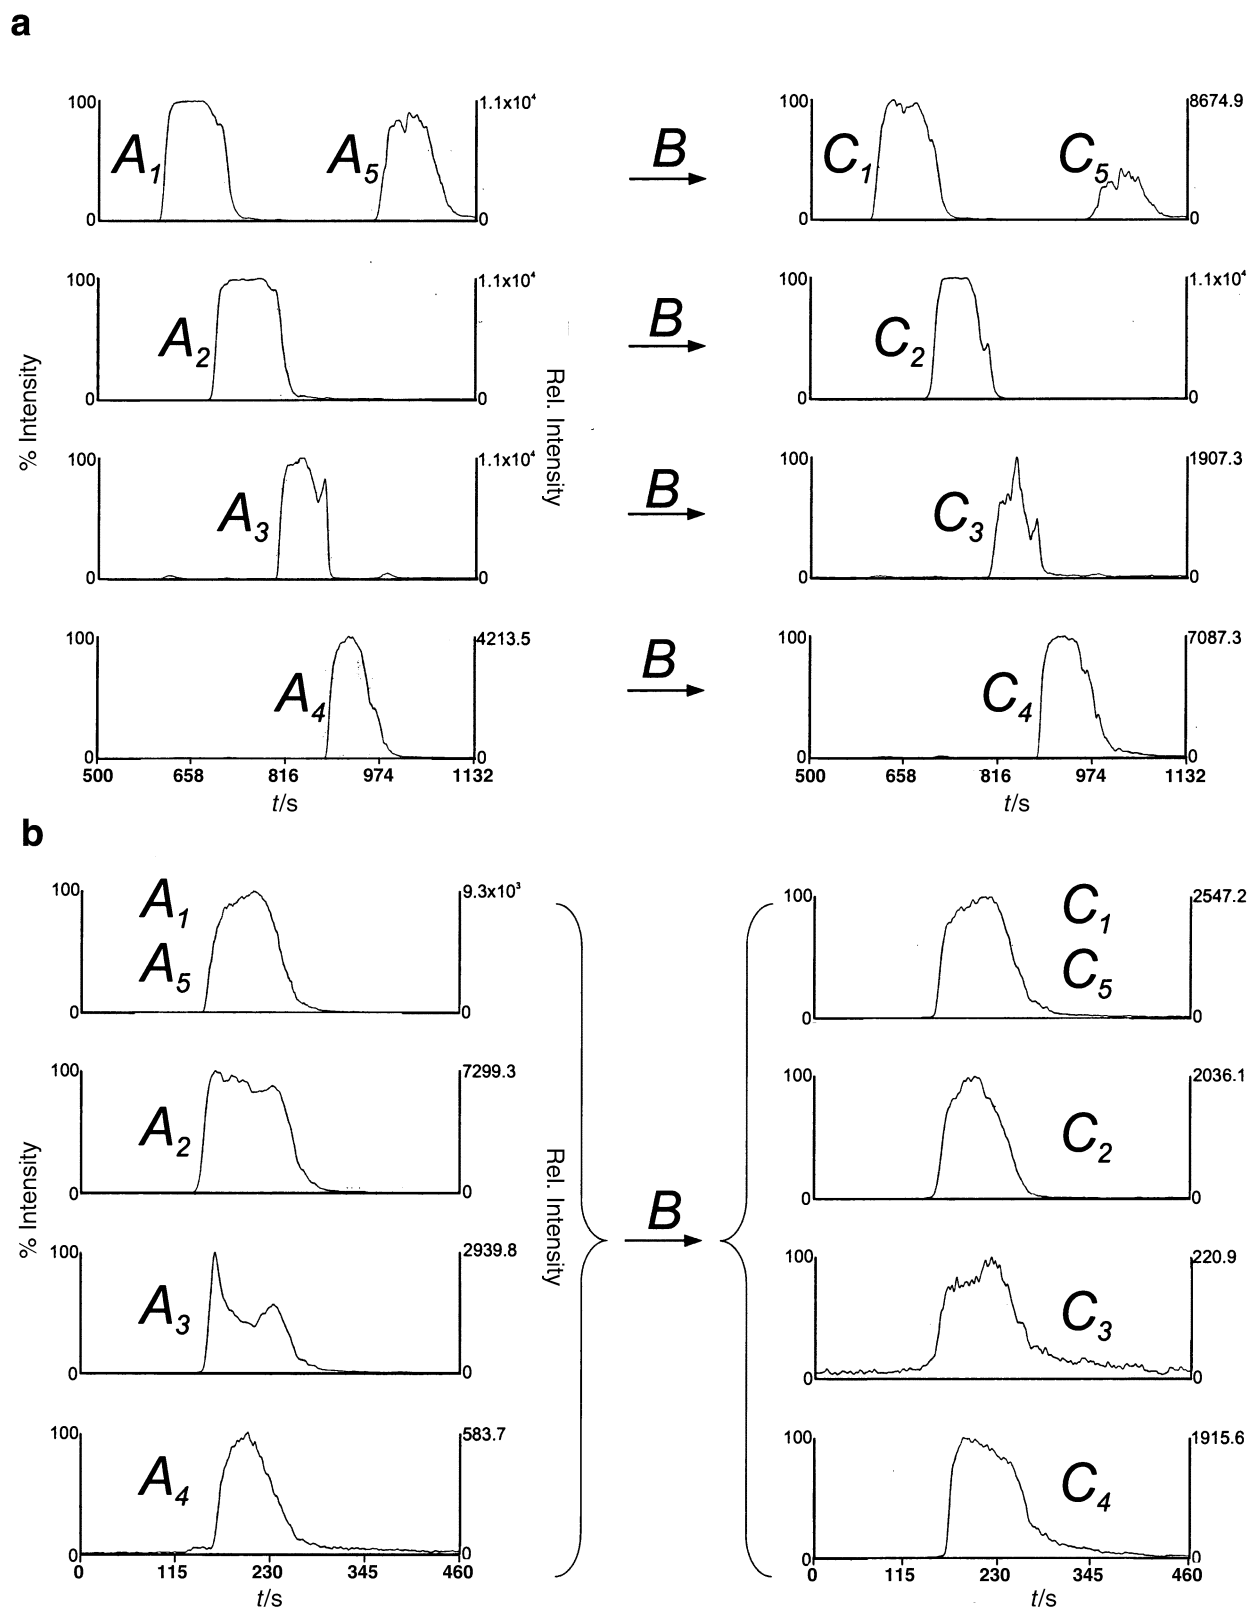 a
100 1.1x10⁴ 100 8674.9
A₁ A₅ B C₁ C₅
0 0 0 0
100 1.1x10⁴ 100 1.1x10⁴
A₂ B C₂
0 0 0 0
% Intensity
Rel. Intensity
100 1.1x10⁴ 100 1907.3
A₃ B C₃
0 0 0 0
100 4213.5 100 7087.3
A₄ B C₄
0 0 0 0
500 658 816 974 1132 500 658 816 974 1132
t/s t/s
b
100 9.3x10³ 100 2547.2
A₁ C₁
A₅ C₅
0 0 0 0
100 7299.3 100 2036.1
A₂ C₂
0 0 0 0
% Intensity
Rel. Intensity
B
100 2939.8 100 220.9
A₃ C₃
0 0 0 0
100 583.7 100 1915.6
A₄ C₄
0 0 0 0
0 115 230 345 460 0 115 230 345 460
t/s t/s